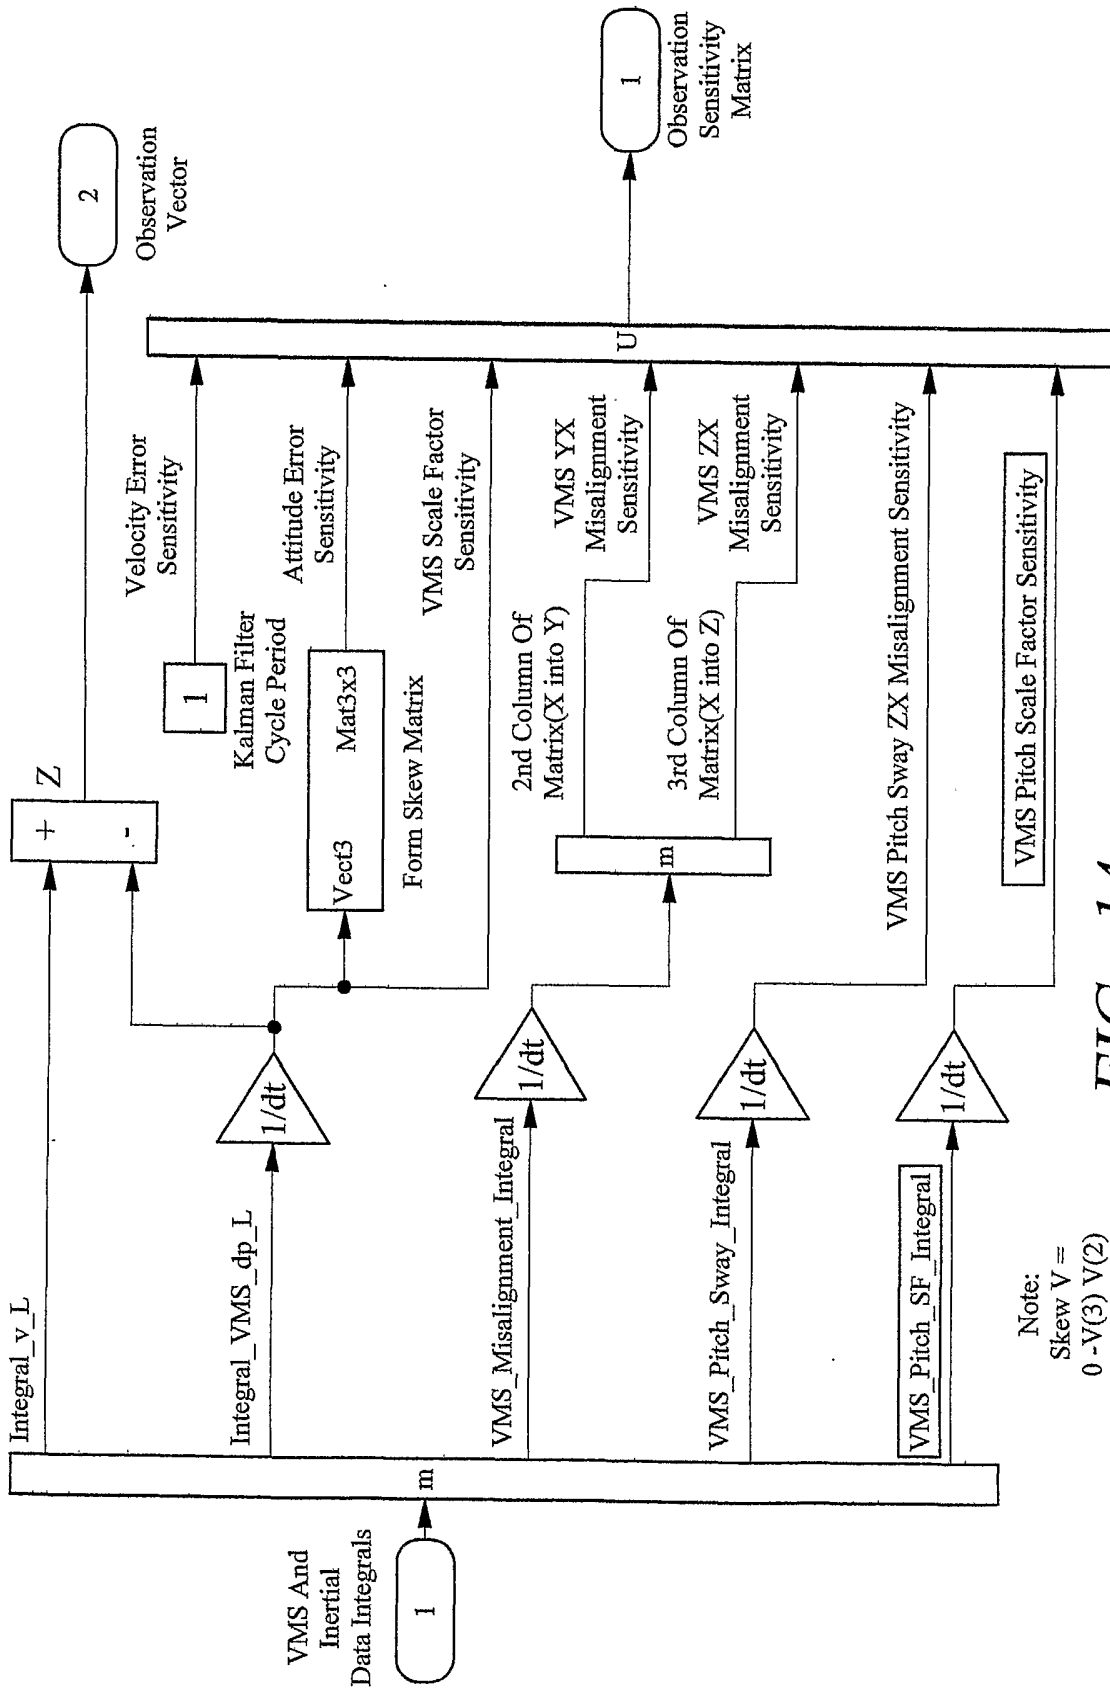 VMS And
Inertial
Data Integrals
1
m
Integral_v_L
Integral_VMS_dp_L
VMS_Misalignment_Integral
VMS_Pitch_Sway_Integral
VMS_Pitch_SF_Integral
1/dt
1/dt
1/dt
1/dt
+
-
Z
2
Observation
Vector
1
Kalman Filter
Cycle Period
Velocity Error
Sensitivity
Vect3 Mat3x3
Form Skew Matrix
Attitude Error
Sensitivity
VMS Scale Factor
Sensitivity
m
2nd Column Of
Matrix(X into Y)
VMS YX
Misalignment
Sensitivity
3rd Column Of
Matrix(X into Z)
VMS ZX
Misalignment
Sensitivity
VMS Pitch Sway ZX Misalignment Sensitivity
VMS Pitch Scale Factor Sensitivity
U
1
Observation
Sensitivity
Matrix
Note:
Skew V =
0 -V(3) V(2)